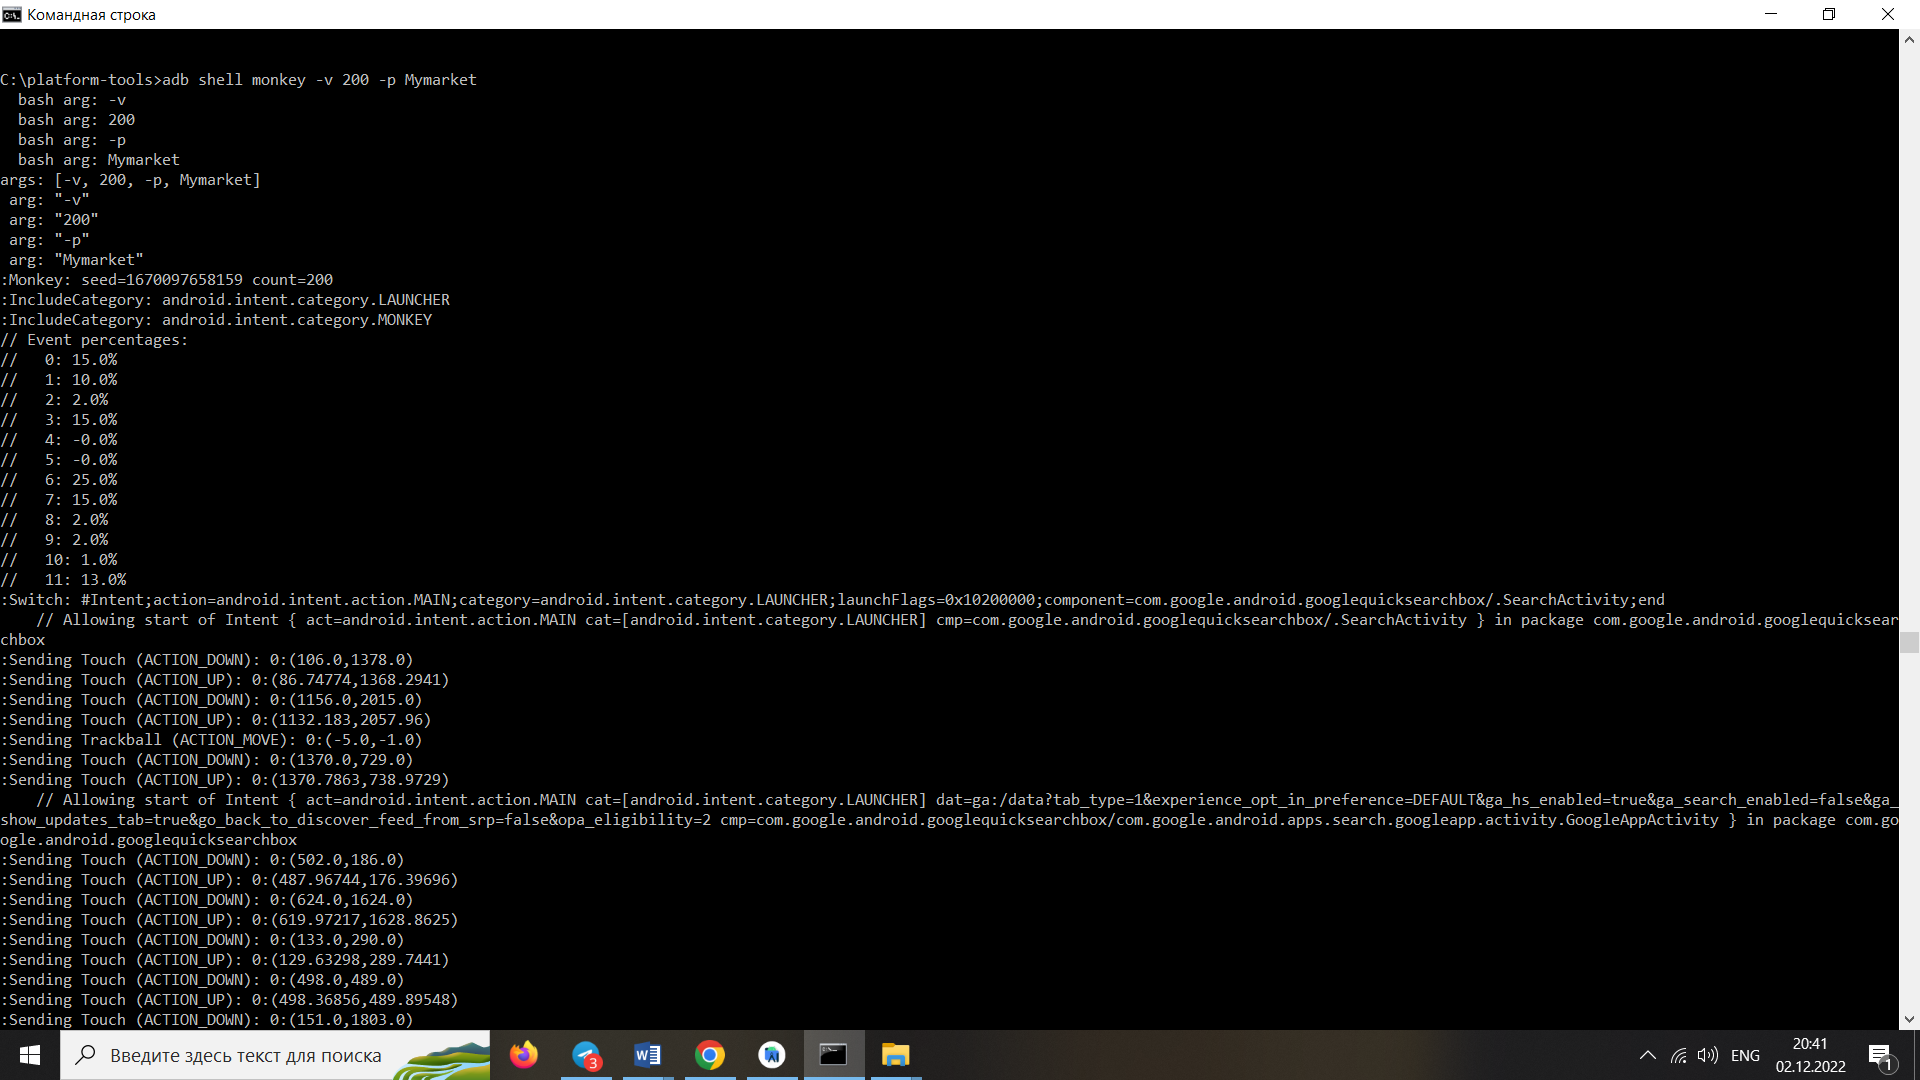 Командная строка
C:\platform-tools>adb shell monkey -v 200 -p Mymarket
  bash arg: -v
  bash arg: 200
  bash arg: -p
  bash arg: Mymarket
args: [-v, 200, -p, Mymarket]
 arg: "-v"
 arg: "200"
 arg: "-p"
 arg: "Mymarket"
:Monkey: seed=1670097658159 count=200
:IncludeCategory: android.intent.category.LAUNCHER
:IncludeCategory: android.intent.category.MONKEY
// Event percentages:
//   0: 15.0%
//   1: 10.0%
//   2: 2.0%
//   3: 15.0%
//   4: -0.0%
//   5: -0.0%
//   6: 25.0%
//   7: 15.0%
//   8: 2.0%
//   9: 2.0%
//   10: 1.0%
//   11: 13.0%
:Switch: #Intent;action=android.intent.action.MAIN;category=android.intent.category.LAUNCHER;launchFlags=0x10200000;component=com.google.android.googlequicksearchbox/.SearchActivity;end
    // Allowing start of Intent { act=android.intent.action.MAIN cat=[android.intent.category.LAUNCHER] cmp=com.google.android.googlequicksearchbox/.SearchActivity } in package com.google.android.googlequicksear
chbox
:Sending Touch (ACTION_DOWN): 0:(106.0,1378.0)
:Sending Touch (ACTION_UP): 0:(86.74774,1368.2941)
:Sending Touch (ACTION_DOWN): 0:(1156.0,2015.0)
:Sending Touch (ACTION_UP): 0:(1132.183,2057.96)
:Sending Trackball (ACTION_MOVE): 0:(-5.0,-1.0)
:Sending Touch (ACTION_DOWN): 0:(1370.0,729.0)
:Sending Touch (ACTION_UP): 0:(1370.7863,738.9729)
    // Allowing start of Intent { act=android.intent.action.MAIN cat=[android.intent.category.LAUNCHER] dat=ga:/data?tab_type=1&experience_opt_in_preference=DEFAULT&ga_hs_enabled=true&ga_search_enabled=false&ga_
show_updates_tab=true&go_back_to_discover_feed_from_srp=false&opa_eligibility=2 cmp=com.google.android.googlequicksearchbox/com.google.android.apps.search.googleapp.activity.GoogleAppActivity } in package com.go
ogle.android.googlequicksearchbox
:Sending Touch (ACTION_DOWN): 0:(502.0,186.0)
:Sending Touch (ACTION_UP): 0:(487.96744,176.39696)
:Sending Touch (ACTION_DOWN): 0:(624.0,1624.0)
:Sending Touch (ACTION_UP): 0:(619.97217,1628.8625)
:Sending Touch (ACTION_DOWN): 0:(133.0,290.0)
:Sending Touch (ACTION_UP): 0:(129.63298,289.7441)
:Sending Touch (ACTION_DOWN): 0:(498.0,489.0)
:Sending Touch (ACTION_UP): 0:(498.36856,489.89548)
:Sending Touch (ACTION_DOWN): 0:(151.0,1803.0)
Введите здесь текст для поиска
3
ENG
20:41
02.12.2022
1